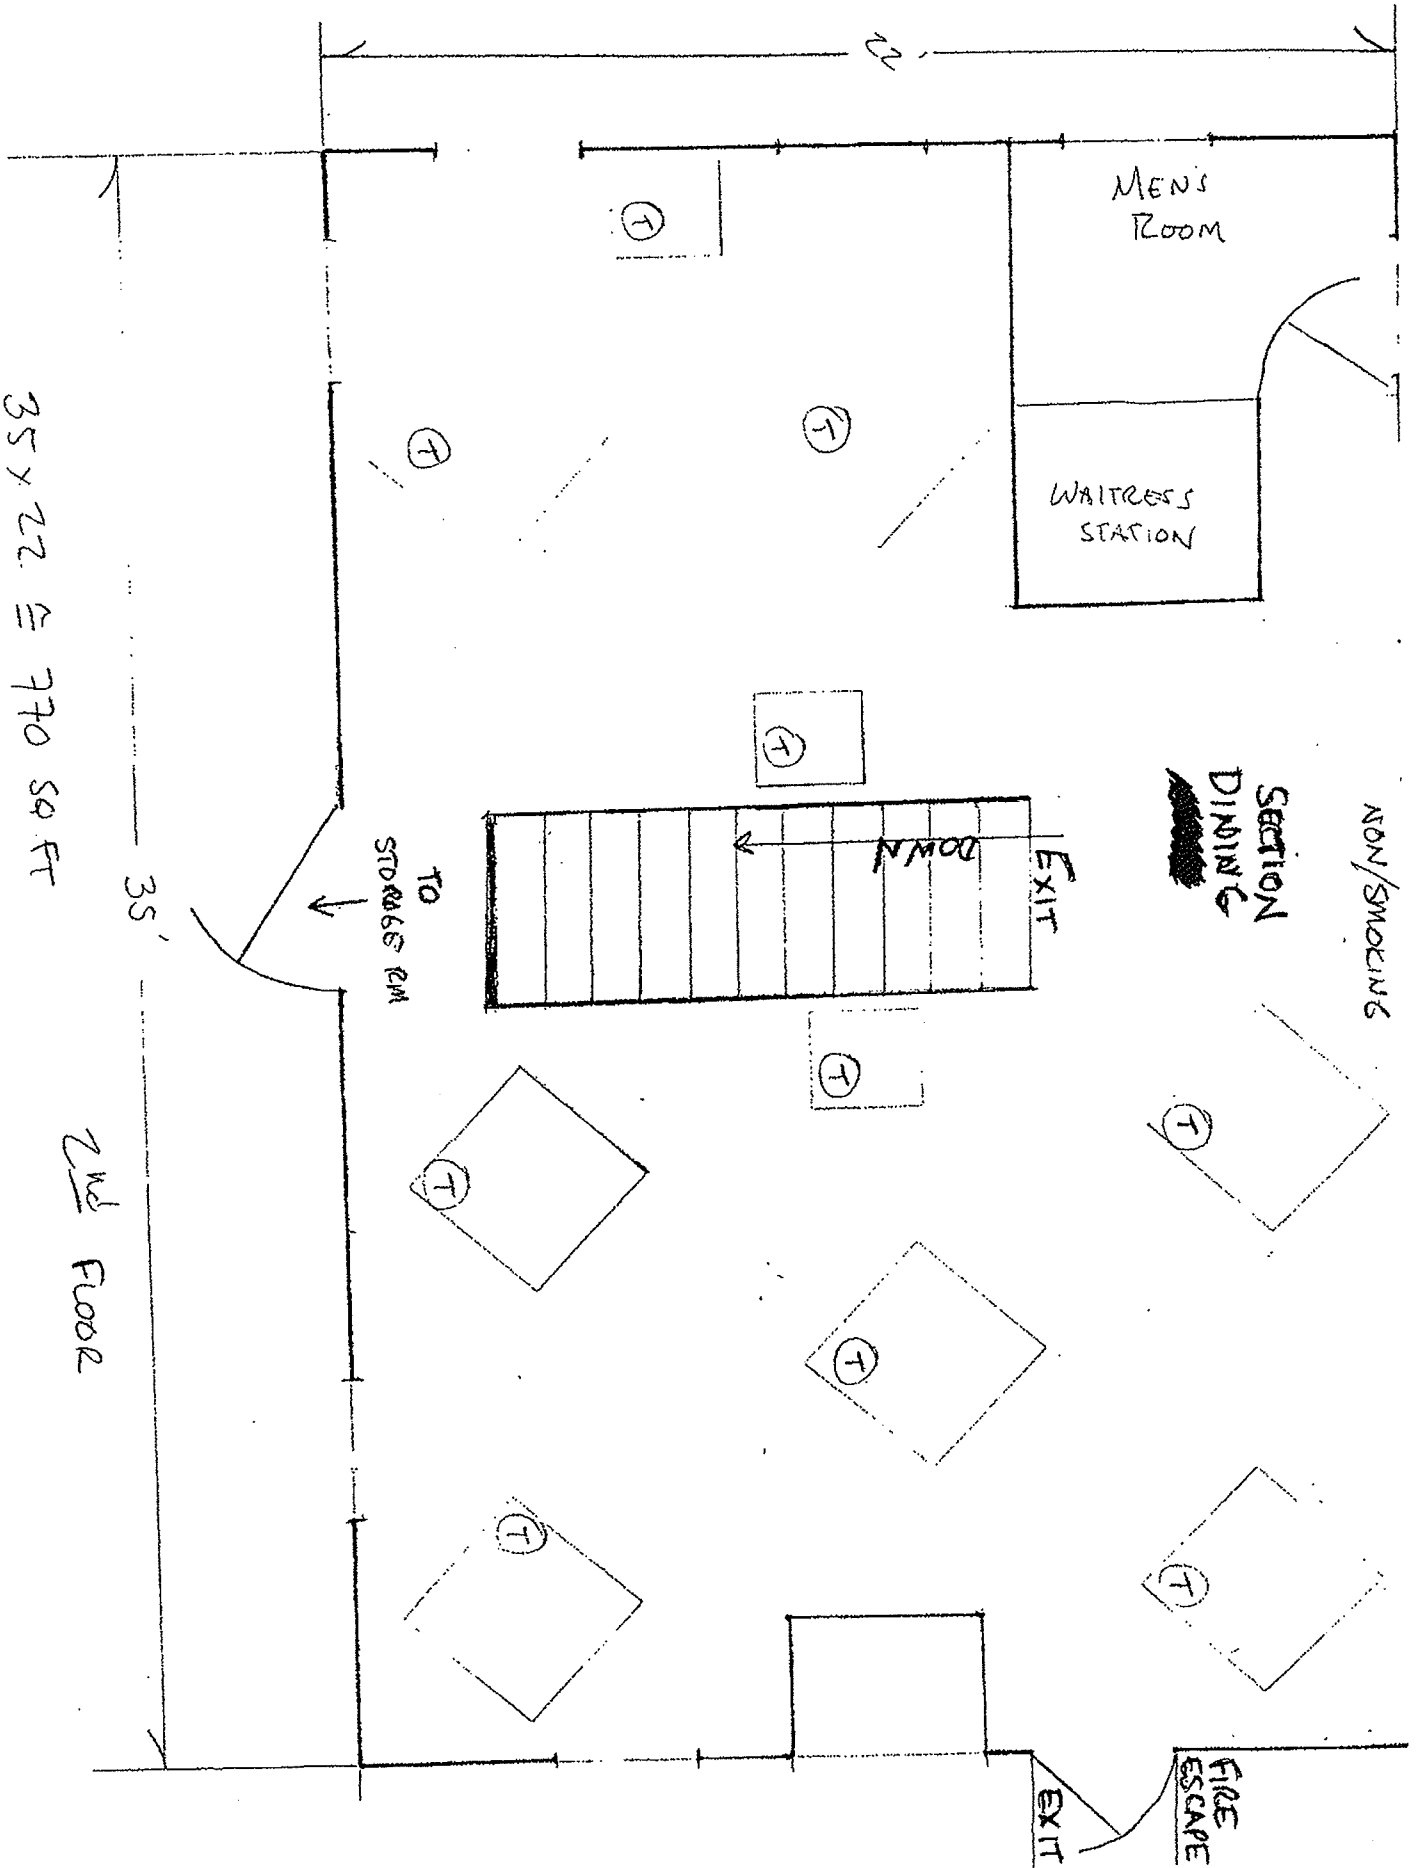 22'
MEN'S
ROOM
WAITRESS
STATION
NON/SMOKING
SECTION
DINING
EXIT
DOWN
TO
STORAGE RM
T
T
T
T
T
T
T
T
T
T
FIRE
ESCAPE
EXIT
35'
35 x 22 ≅ 770 SQ FT
2nd FLOOR